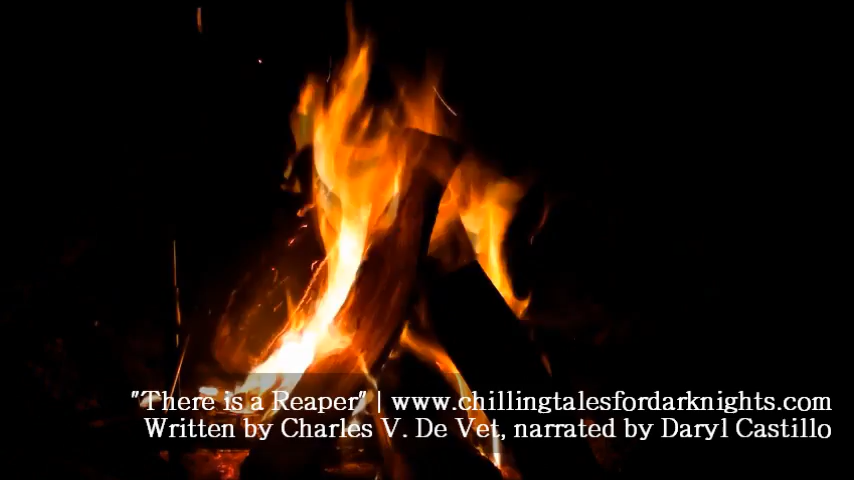 "There is a Reaper" | www.chillingtalesfordarknights.com
Written by Charles V. De Vet, narrated by Daryl Castillo